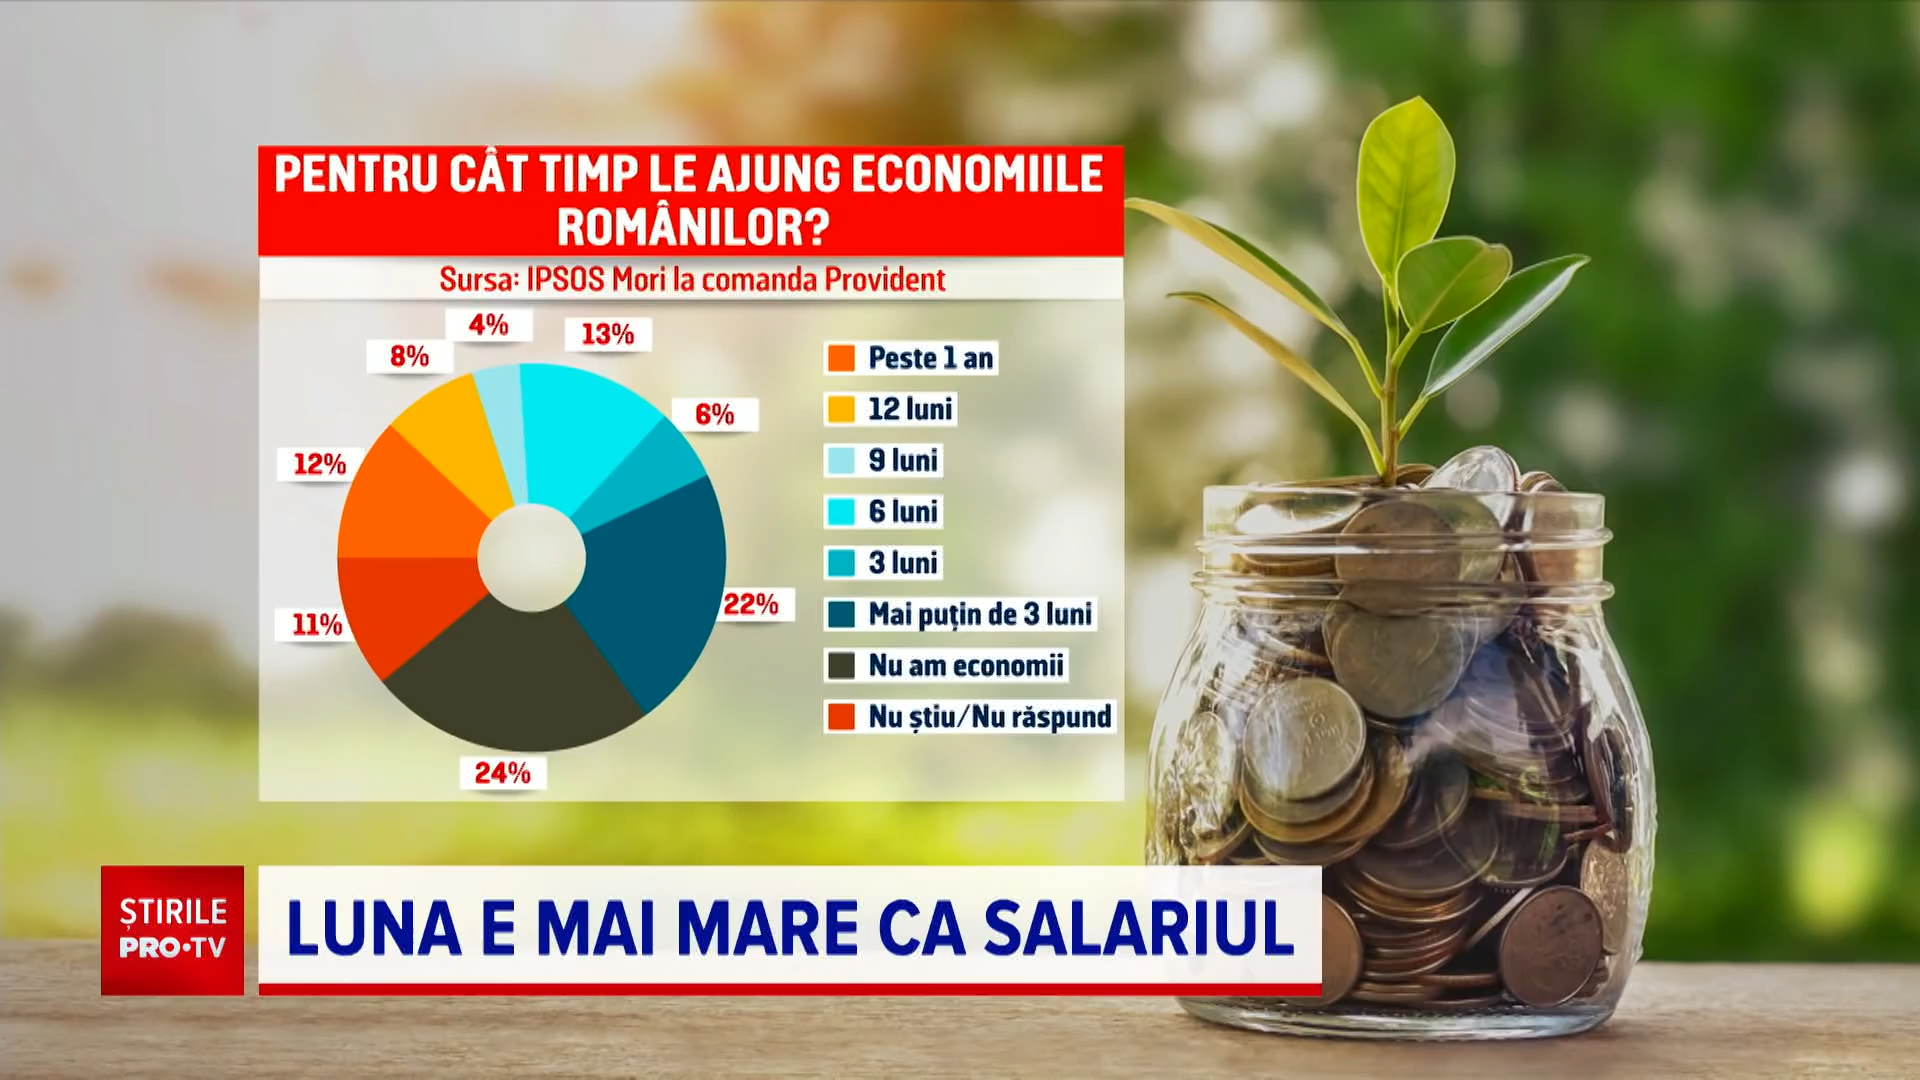 PENTRU CÂT TIMP LE AJUNG ECONOMIILE
ROMÂNILOR?
Sursa: IPSOS Mori la comanda Provident
4%
13%
8%
6%
12%
22%
11%
24%
Peste 1 an
12 luni
9 luni
6 luni
3 luni
Mai puțin de 3 luni
Nu am economii
Nu știu/Nu răspund
ȘTIRILE
PRO•TV
LUNA E MAI MARE CA SALARIUL